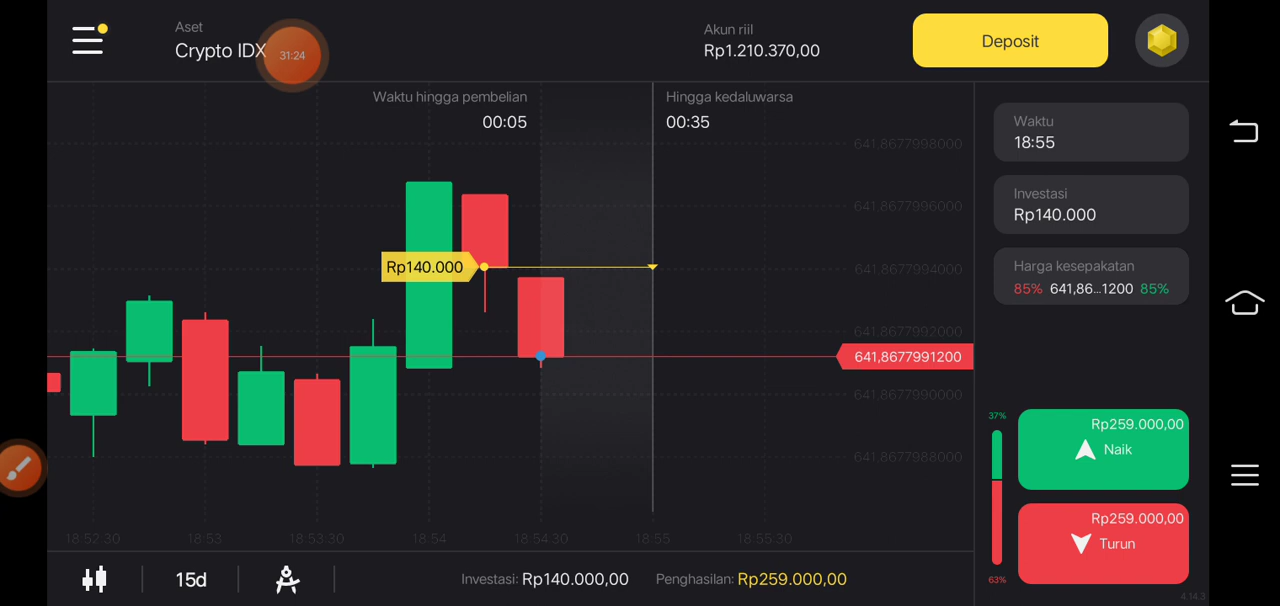 Aset
Crypto IDX
31:24
Akun riil
Rp1.210.370,00
Deposit
Waktu hingga pembelian
00:05
Hingga kedaluwarsa
00:35
Waktu
18:55
Investasi
Rp140.000
Harga kesepakatan
85% 641,86...1200 85%
641,8677998000
641,8677996000
641,8677994000
641,8677992000
641,8677991200
641,8677990000
641,8677988000
Rp140.000
37%
Rp259.000,00
Naik
Rp259.000,00
Turun
63%
18:52:30 18:53 18:53:30 18:54 18:54:30 18:55 18:55:30
15d
Investasi: Rp140.000,00 Penghasilan: Rp259.000,00
4.14.3